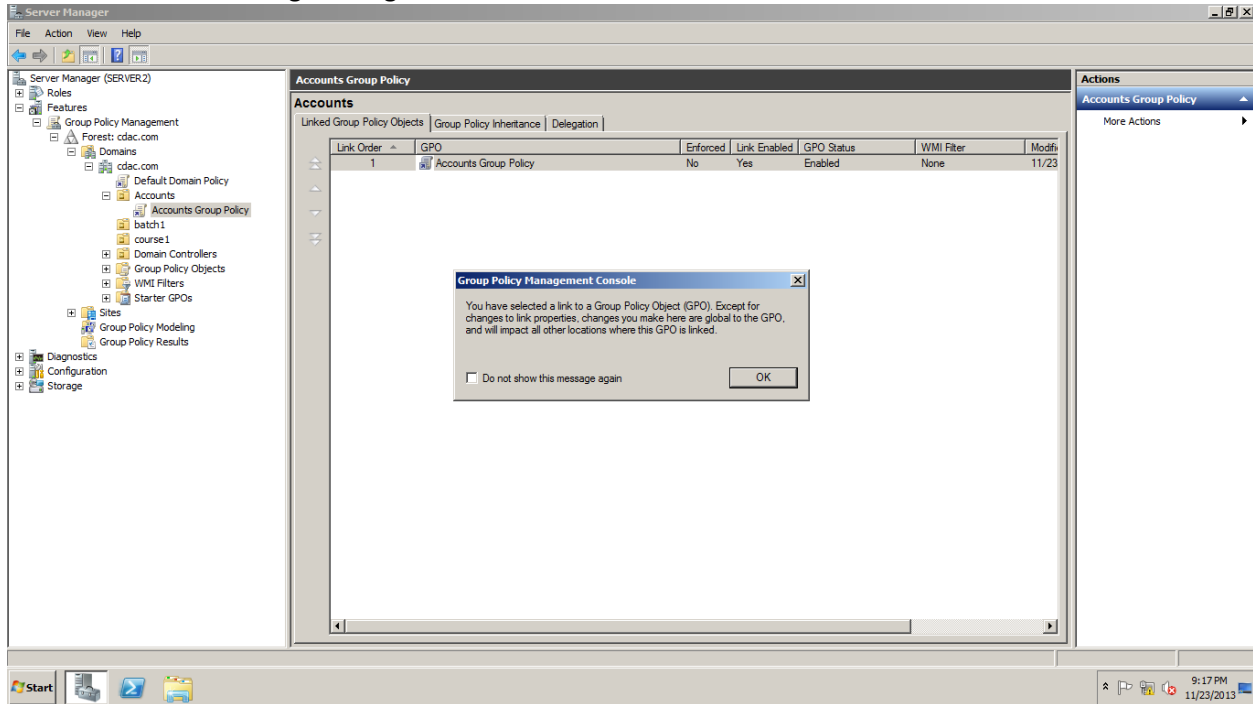 Server Manager
File Action View Help
Server Manager (SERVER2)
Roles
Features
Group Policy Management
Forest: cdac.com
Domains
cdac.com
Default Domain Policy
Accounts
Accounts Group Policy
batch1
course1
Domain Controllers
Group Policy Objects
WMI Filters
Starter GPOs
Sites
Group Policy Modeling
Group Policy Results
Diagnostics
Configuration
Storage
Accounts Group Policy
Accounts
Linked Group Policy Objects Group Policy Inheritance Delegation
Link Order GPO Enforced Link Enabled GPO Status WMI Filter Modifi
1 Accounts Group Policy No Yes Enabled None 11/23
Group Policy Management Console
You have selected a link to a Group Policy Object (GPO). Except for
changes to link properties, changes you make here are global to the GPO,
and will impact all other locations where this GPO is linked.
Do not show this message again OK
Actions
Accounts Group Policy
More Actions
Start
9:17 PM
11/23/2013